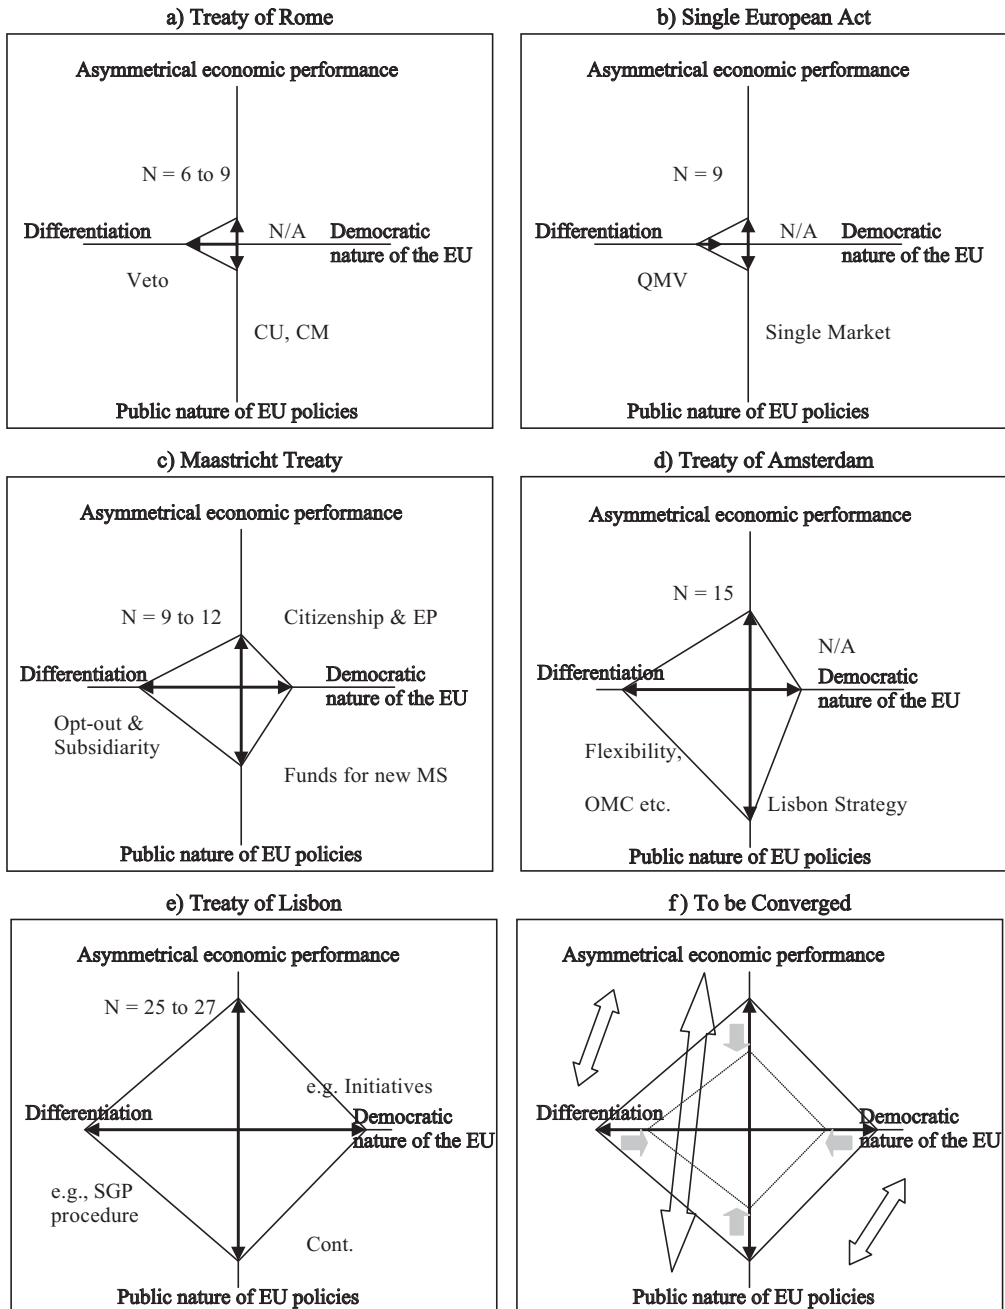 a) Treaty of Rome
Asymmetrical economic performance
N = 6 to 9
Differentiation
N/A
Democratic
nature of the EU
Veto
CU, CM
Public nature of EU policies
b) Single European Act
Asymmetrical economic performance
N = 9
Differentiation
N/A
Democratic
nature of the EU
QMV
Single Market
Public nature of EU policies
c) Maastricht Treaty
Asymmetrical economic performance
N = 9 to 12
Citizenship & EP
Differentiation
Democratic
nature of the EU
Opt-out &
Subsidiarity
Funds for new MS
Public nature of EU policies
d) Treaty of Amsterdam
Asymmetrical economic performance
N = 15
N/A
Differentiation
Democratic
nature of the EU
Flexibility,
OMC etc.
Lisbon Strategy
Public nature of EU policies
e) Treaty of Lisbon
Asymmetrical economic performance
N = 25 to 27
e.g. Initiatives
Differentiation
Democratic
nature of the EU
e.g., SGP
procedure
Cont.
Public nature of EU policies
f) To be Converged
Asymmetrical economic performance
Differentiation
Democratic
nature of the EU
Public nature of EU policies